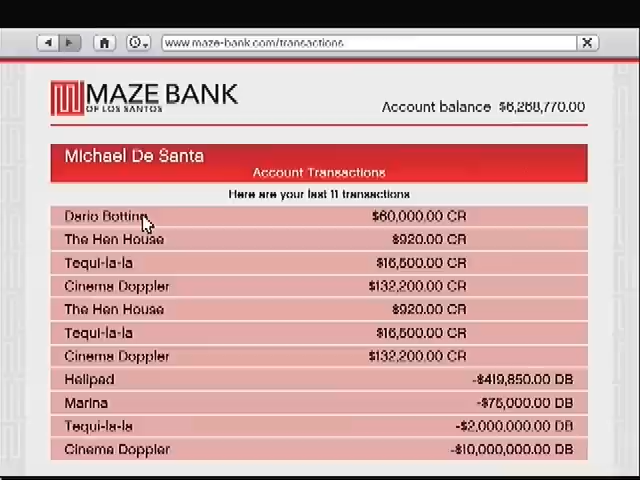 www.maze-bank.com/transactions
MAZE BANK
OF LOS SANTOS
Account balance $6,268,770.00
Michael De Santa
Account Transactions
Here are your last 11 transactions
Dario Botting $60,000.00 CR
The Hen House $920.00 CR
Tequi-la-la $16,500.00 CR
Cinema Doppler $132,200.00 CR
The Hen House $920.00 CR
Tequi-la-la $16,500.00 CR
Cinema Doppler $132,200.00 CR
Helipad -$419,850.00 DB
Marina -$75,000.00 DB
Tequi-la-la -$2,000,000.00 DB
Cinema Doppler -$10,000,000.00 DB